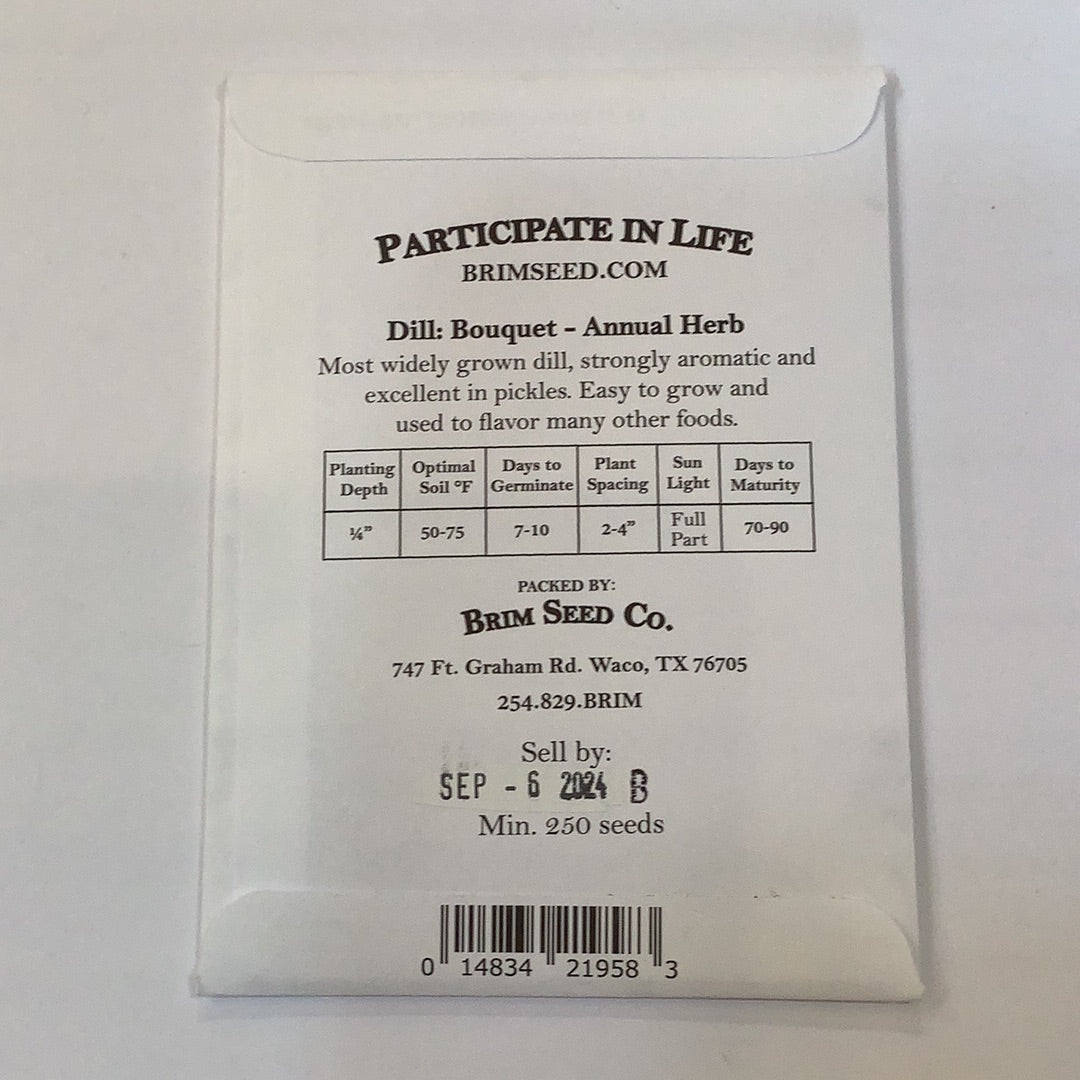 PARTICIPATE IN LIFE
BRIMSEED.COM
Dill: Bouquet - Annual Herb
Most widely grown dill, strongly aromatic and
excellent in pickles. Easy to grow and
used to flavor many other foods.
Planting Depth Optimal Soil °F Days to Germinate Plant Spacing Sun Light Days to Maturity
¼" 50-75 7-10 2-4" Full Part 70-90
PACKED BY:
BRIM SEED CO.
747 Ft. Graham Rd. Waco, TX 76705
254.829.BRIM
Sell by:
SEP - 6 2024 B
Min. 250 seeds
0 14834 21958 3